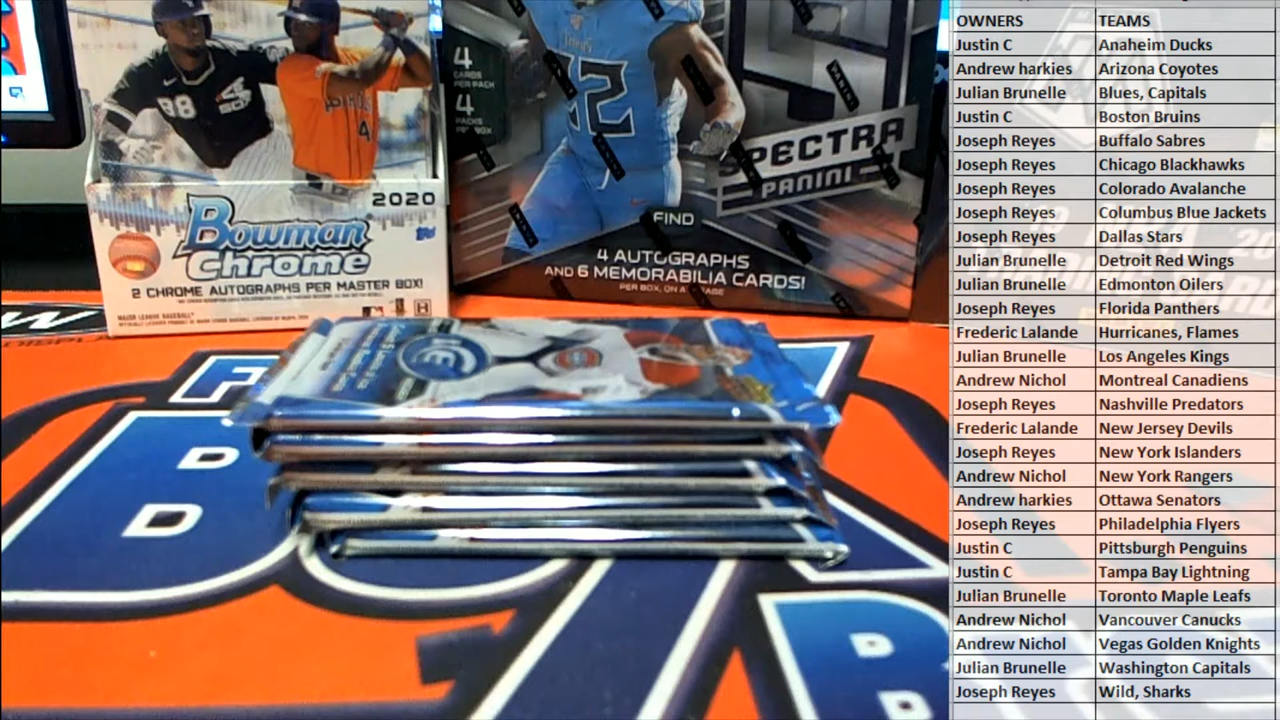 2020
Bowman
Chrome
2 CHROME AUTOGRAPHS PER MASTER BOX!
98
4
4
CARDS
PER PACK
4
PACKS
PER BOX
SPECTRA
PANINI
FIND
4 AUTOGRAPHS
AND 6 MEMORABILIA CARDS!
PER BOX, ON AVERAGE
ICE
OWNERS TEAMS
Justin C Anaheim Ducks
Andrew harkies Arizona Coyotes
Julian Brunelle Blues, Capitals
Justin C Boston Bruins
Joseph Reyes Buffalo Sabres
Joseph Reyes Chicago Blackhawks
Joseph Reyes Colorado Avalanche
Joseph Reyes Columbus Blue Jackets
Joseph Reyes Dallas Stars
Julian Brunelle Detroit Red Wings
Julian Brunelle Edmonton Oilers
Joseph Reyes Florida Panthers
Frederic Lalande Hurricanes, Flames
Julian Brunelle Los Angeles Kings
Andrew Nichol Montreal Canadiens
Joseph Reyes Nashville Predators
Frederic Lalande New Jersey Devils
Joseph Reyes New York Islanders
Andrew Nichol New York Rangers
Andrew harkies Ottawa Senators
Joseph Reyes Philadelphia Flyers
Justin C Pittsburgh Penguins
Justin C Tampa Bay Lightning
Julian Brunelle Toronto Maple Leafs
Andrew Nichol Vancouver Canucks
Andrew Nichol Vegas Golden Knights
Julian Brunelle Washington Capitals
Joseph Reyes Wild, Sharks